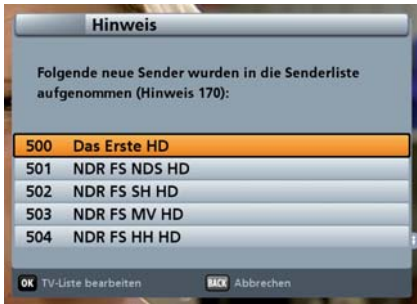 Hinweis
Folgende neue Sender wurden in die Senderliste
aufgenommen (Hinweis 170):
500 Das Erste HD
501 NDR FS NDS HD
502 NDR FS SH HD
503 NDR FS MV HD
504 NDR FS HH HD
OK TV-Liste bearbeiten BACK Abbrechen